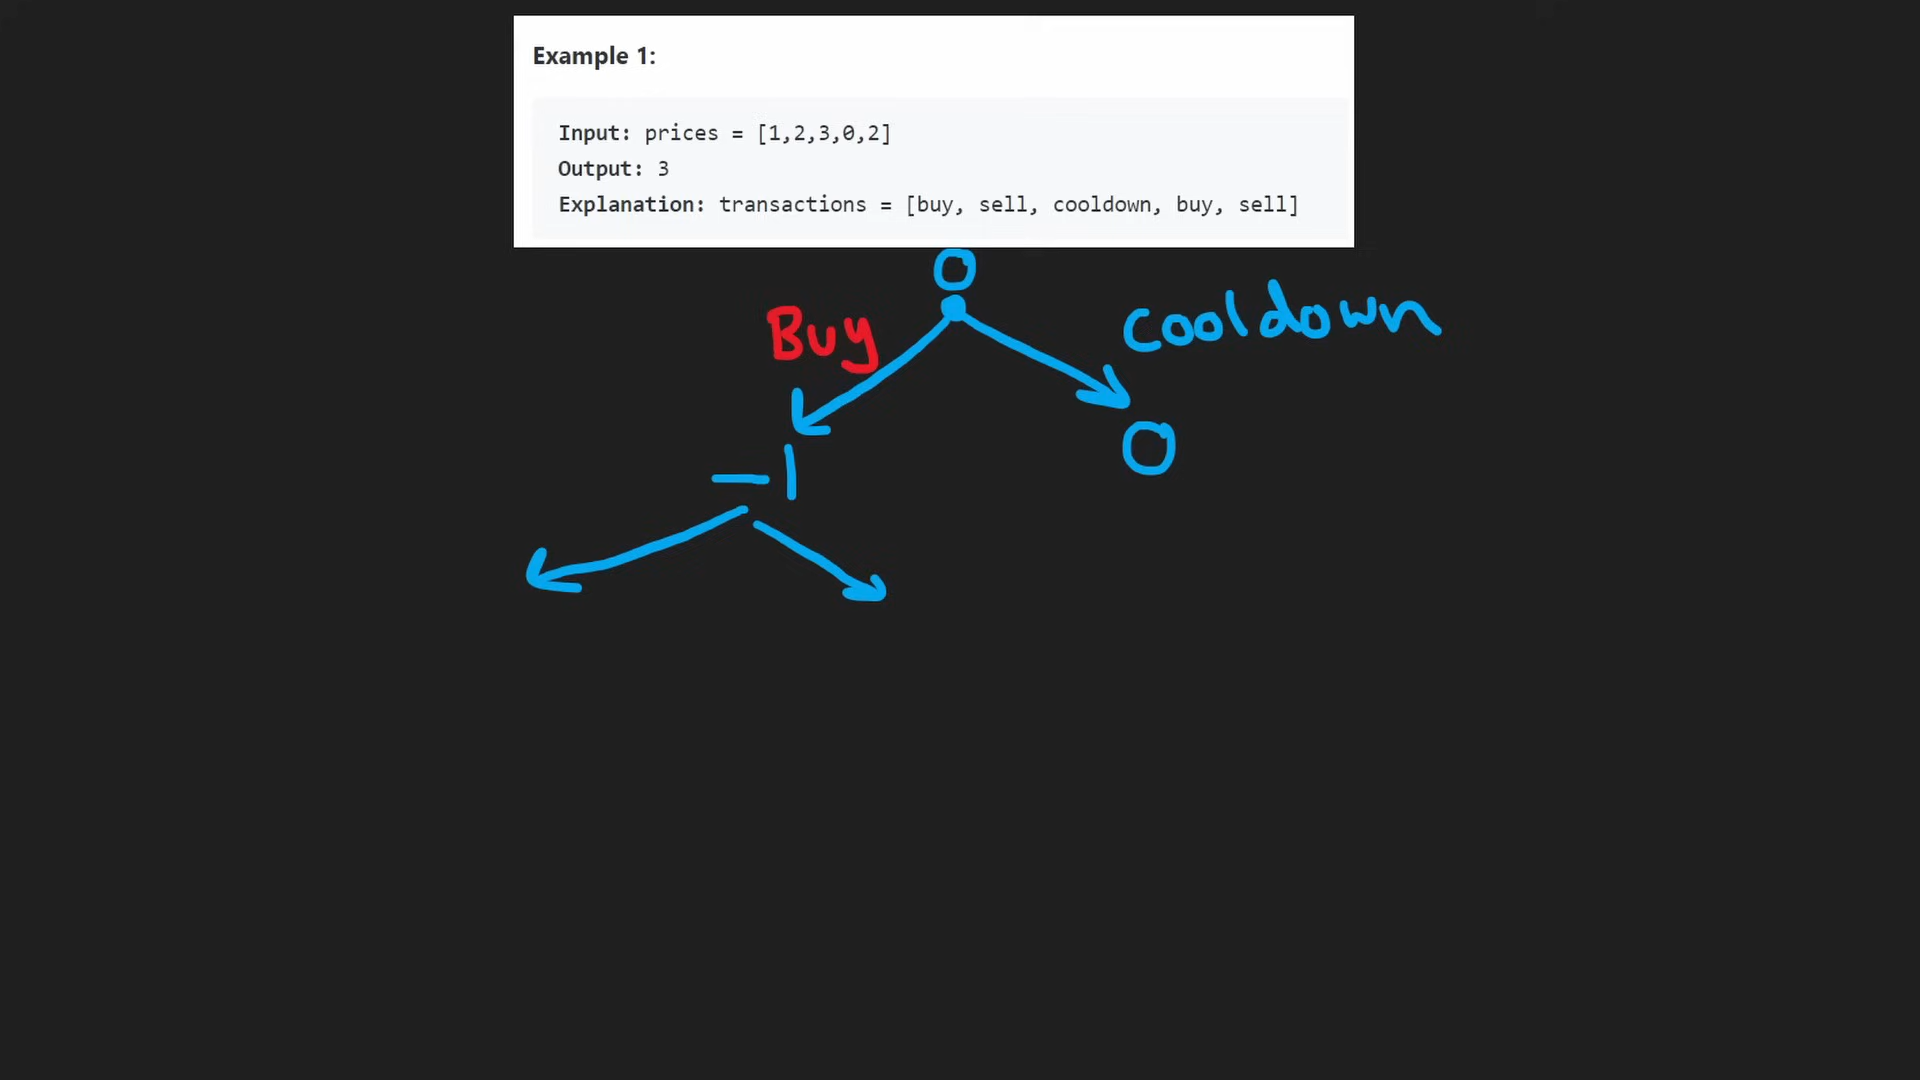 Example 1:
Input: prices = [1,2,3,0,2]
Output: 3
Explanation: transactions = [buy, sell, cooldown, buy, sell]
0
Buy
cooldown
-1
0